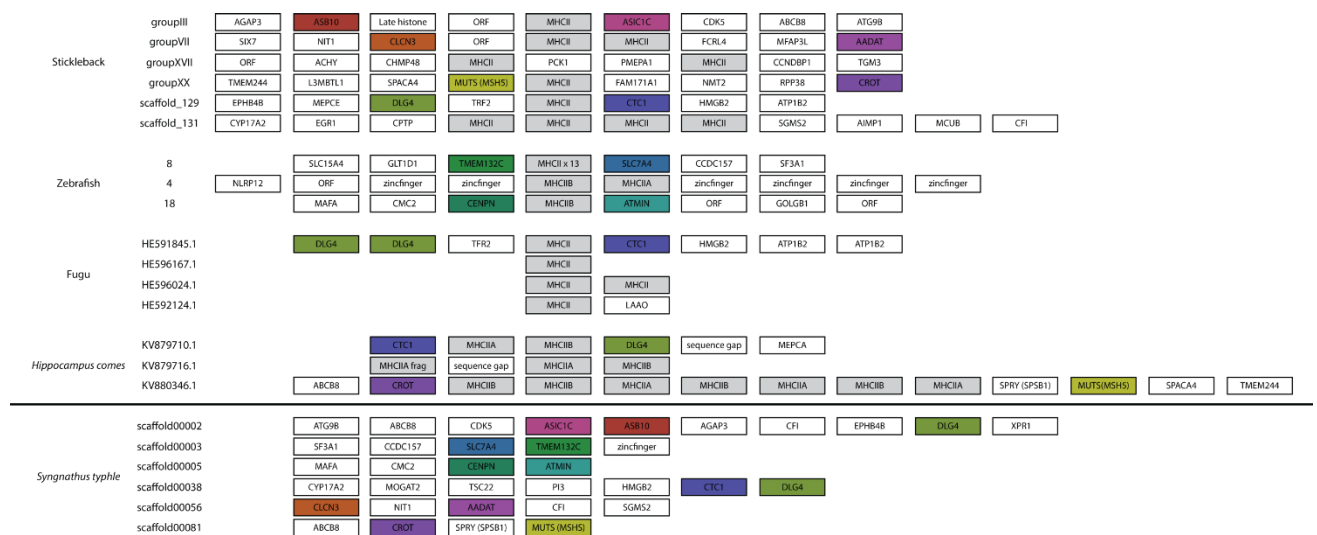 groupIII AGAP3 ASB10 Late histone ORF MHCII ASIC1C CDK5 ABCB8 ATG9B
groupVII SIX7 NIT1 CLCN3 ORF MHCII MHCII FCRL4 MFAP3L AADAT
Stickleback groupXVII ORF ACHY CHMP48 MHCII PCK1 PMEPA1 MHCII CCNDBP1 TGM3
groupXX TMEM244 L3MBTL1 SPACA4 MUTS (MSHS) MHCII FAM171A1 NMT2 RPP38 CROT
scaffold_129 EPHB4B MEPCE DLG4 TRF2 MHCII CTC1 HMGB2 ATP1B2
scaffold_131 CYP17A2 EGR1 CPTP MHCII MHCII MHCII MHCII SGMS2 AIMP1 MCUB CFI
8 SLC15A4 GLT1D1 TMEM132C MHCII x 13 SLC7A4 CCDC157 SF3A1
Zebrafish 4 NLRP12 ORF zincfinger zincfinger MHCIIB MHCIIA zincfinger zincfinger zincfinger zincfinger
18 MAFA CMC2 CENPN MHCIIB ATMIN ORF GOLGB1 ORF
HE591845.1 DLG4 DLG4 TFR2 MHCII CTC1 HMGB2 ATP1B2 ATP1B2
HE596167.1 MHCII
Fugu
HE596024.1 MHCII MHCII
HE592124.1 MHCII LAAO
KV879710.1 CTC1 MHCIIA MHCIIB DLG4 sequence gap MEPCA
Hippocampus comes KV879716.1 MHCIIA frag sequence gap MHCIIA MHCIIB
KV880346.1 ABCB8 CROT MHCIIB MHCIIB MHCIIA MHCIIB MHCIIA MHCIIB MHCIIA SPRY (SPSB1) MUTS(MSHS) SPACA4 TMEM244
scaffold00002 ATG9B ABCB8 CDK5 ASIC1C ASB10 AGAP3 CFI EPHB4B DLG4 XPR1
scaffold00003 SF3A1 CCDC157 SLC7A4 TMEM132C zincfinger
scaffold00005 MAFA CMC2 CENPN ATMIN
Syngnathus typhle
scaffold00038 CYP17A2 MOGAT2 TSC22 PI3 HMGB2 CTC1 DLG4
scaffold00056 CLCN3 NIT1 AADAT CFI SGMS2
scaffold00081 ABCB8 CROT SPRY (SPSB1) MUTS (MSHS)